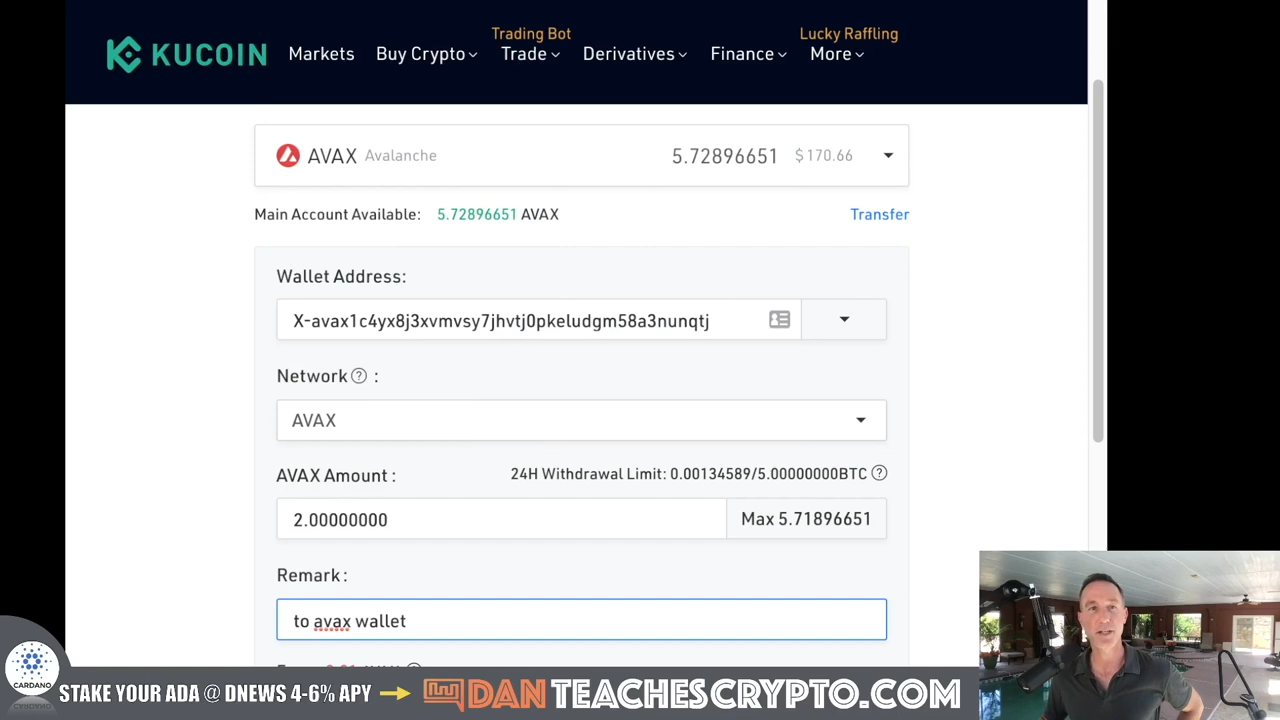 Trading Bot
Lucky Raffling
KUCOIN Markets Buy Crypto Trade Derivatives Finance More
AVAX Avalanche 5.72896651 $ 170.66
Main Account Available: 5.72896651 AVAX Transfer
Wallet Address:
X-avax1c4yx8j3xvmvsy7jhvtj0pkeludgm58a3nunqtj
Network ? :
AVAX
AVAX Amount : 24H Withdrawal Limit: 0.00134589/5.00000000BTC ?
2.00000000 Max 5.71896651
Remark :
to avax wallet
CARDANO STAKE YOUR ADA @ DNEWS 4-6% APY DANTEACHESCRYPTO.COM